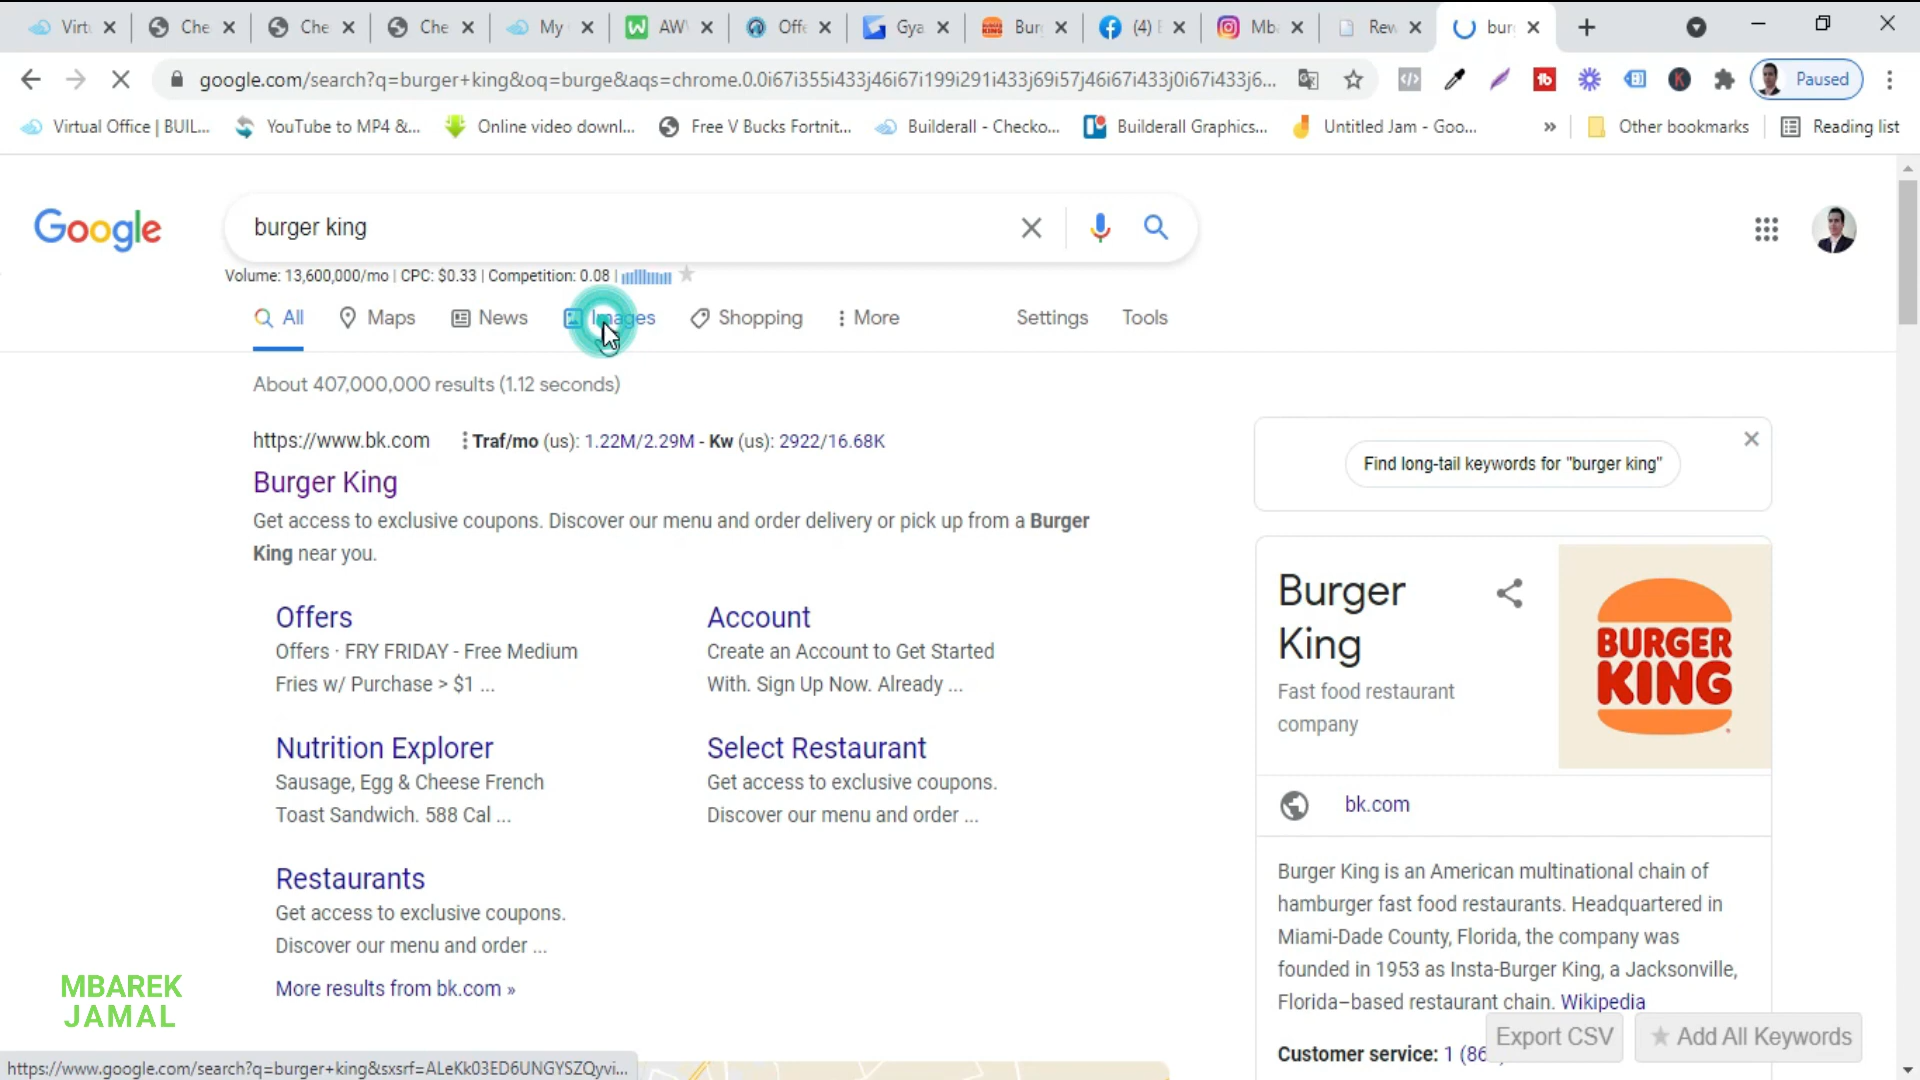 Virtu
Che
Che
Che
My
AW
Offe
Gya
Bur
(4)
Mb
Rew
bur
google.com/search?q=burger+king&oq=burge&aqs=chrome.0.0i67i355i433j46i67i199i291i433j69i57j46i67i433j0i67i433j6...
Paused
Virtual Office | BUIL...
YouTube to MP4 &...
Online video downl...
Free V Bucks Fortnit...
Builderall - Checko...
Builderall Graphics...
Untitled Jam - Goo...
»
Other bookmarks
Reading list
Google
burger king
Volume: 13,600,000/mo | CPC: $0.33 | Competition: 0.08 |
All
Maps
News
Images
Shopping
More
Settings
Tools
About 407,000,000 results (1.12 seconds)
https://www.bk.com
Traf/mo (us): 1.22M/2.29M - Kw (us): 2922/16.68K
Burger King
Get access to exclusive coupons. Discover our menu and order delivery or pick up from a Burger
King near you.
Offers
Offers · FRY FRIDAY - Free Medium
Fries w/ Purchase > $1 ...
Account
Create an Account to Get Started
With. Sign Up Now. Already ...
Nutrition Explorer
Sausage, Egg & Cheese French
Toast Sandwich. 588 Cal ...
Select Restaurant
Get access to exclusive coupons.
Discover our menu and order ...
Restaurants
Get access to exclusive coupons.
Discover our menu and order ...
More results from bk.com »
Find long-tail keywords for "burger king"
Burger
King
Fast food restaurant
company
BURGER
KING
bk.com
Burger King is an American multinational chain of
hamburger fast food restaurants. Headquartered in
Miami-Dade County, Florida, the company was
founded in 1953 as Insta-Burger King, a Jacksonville,
Florida–based restaurant chain. Wikipedia
Customer service: 1 (86
Export CSV
Add All Keywords
MBAREK
JAMAL
https://www.google.com/search?q=burger+king&sxsrf=ALeKk03ED6UNGYSZQyvi...